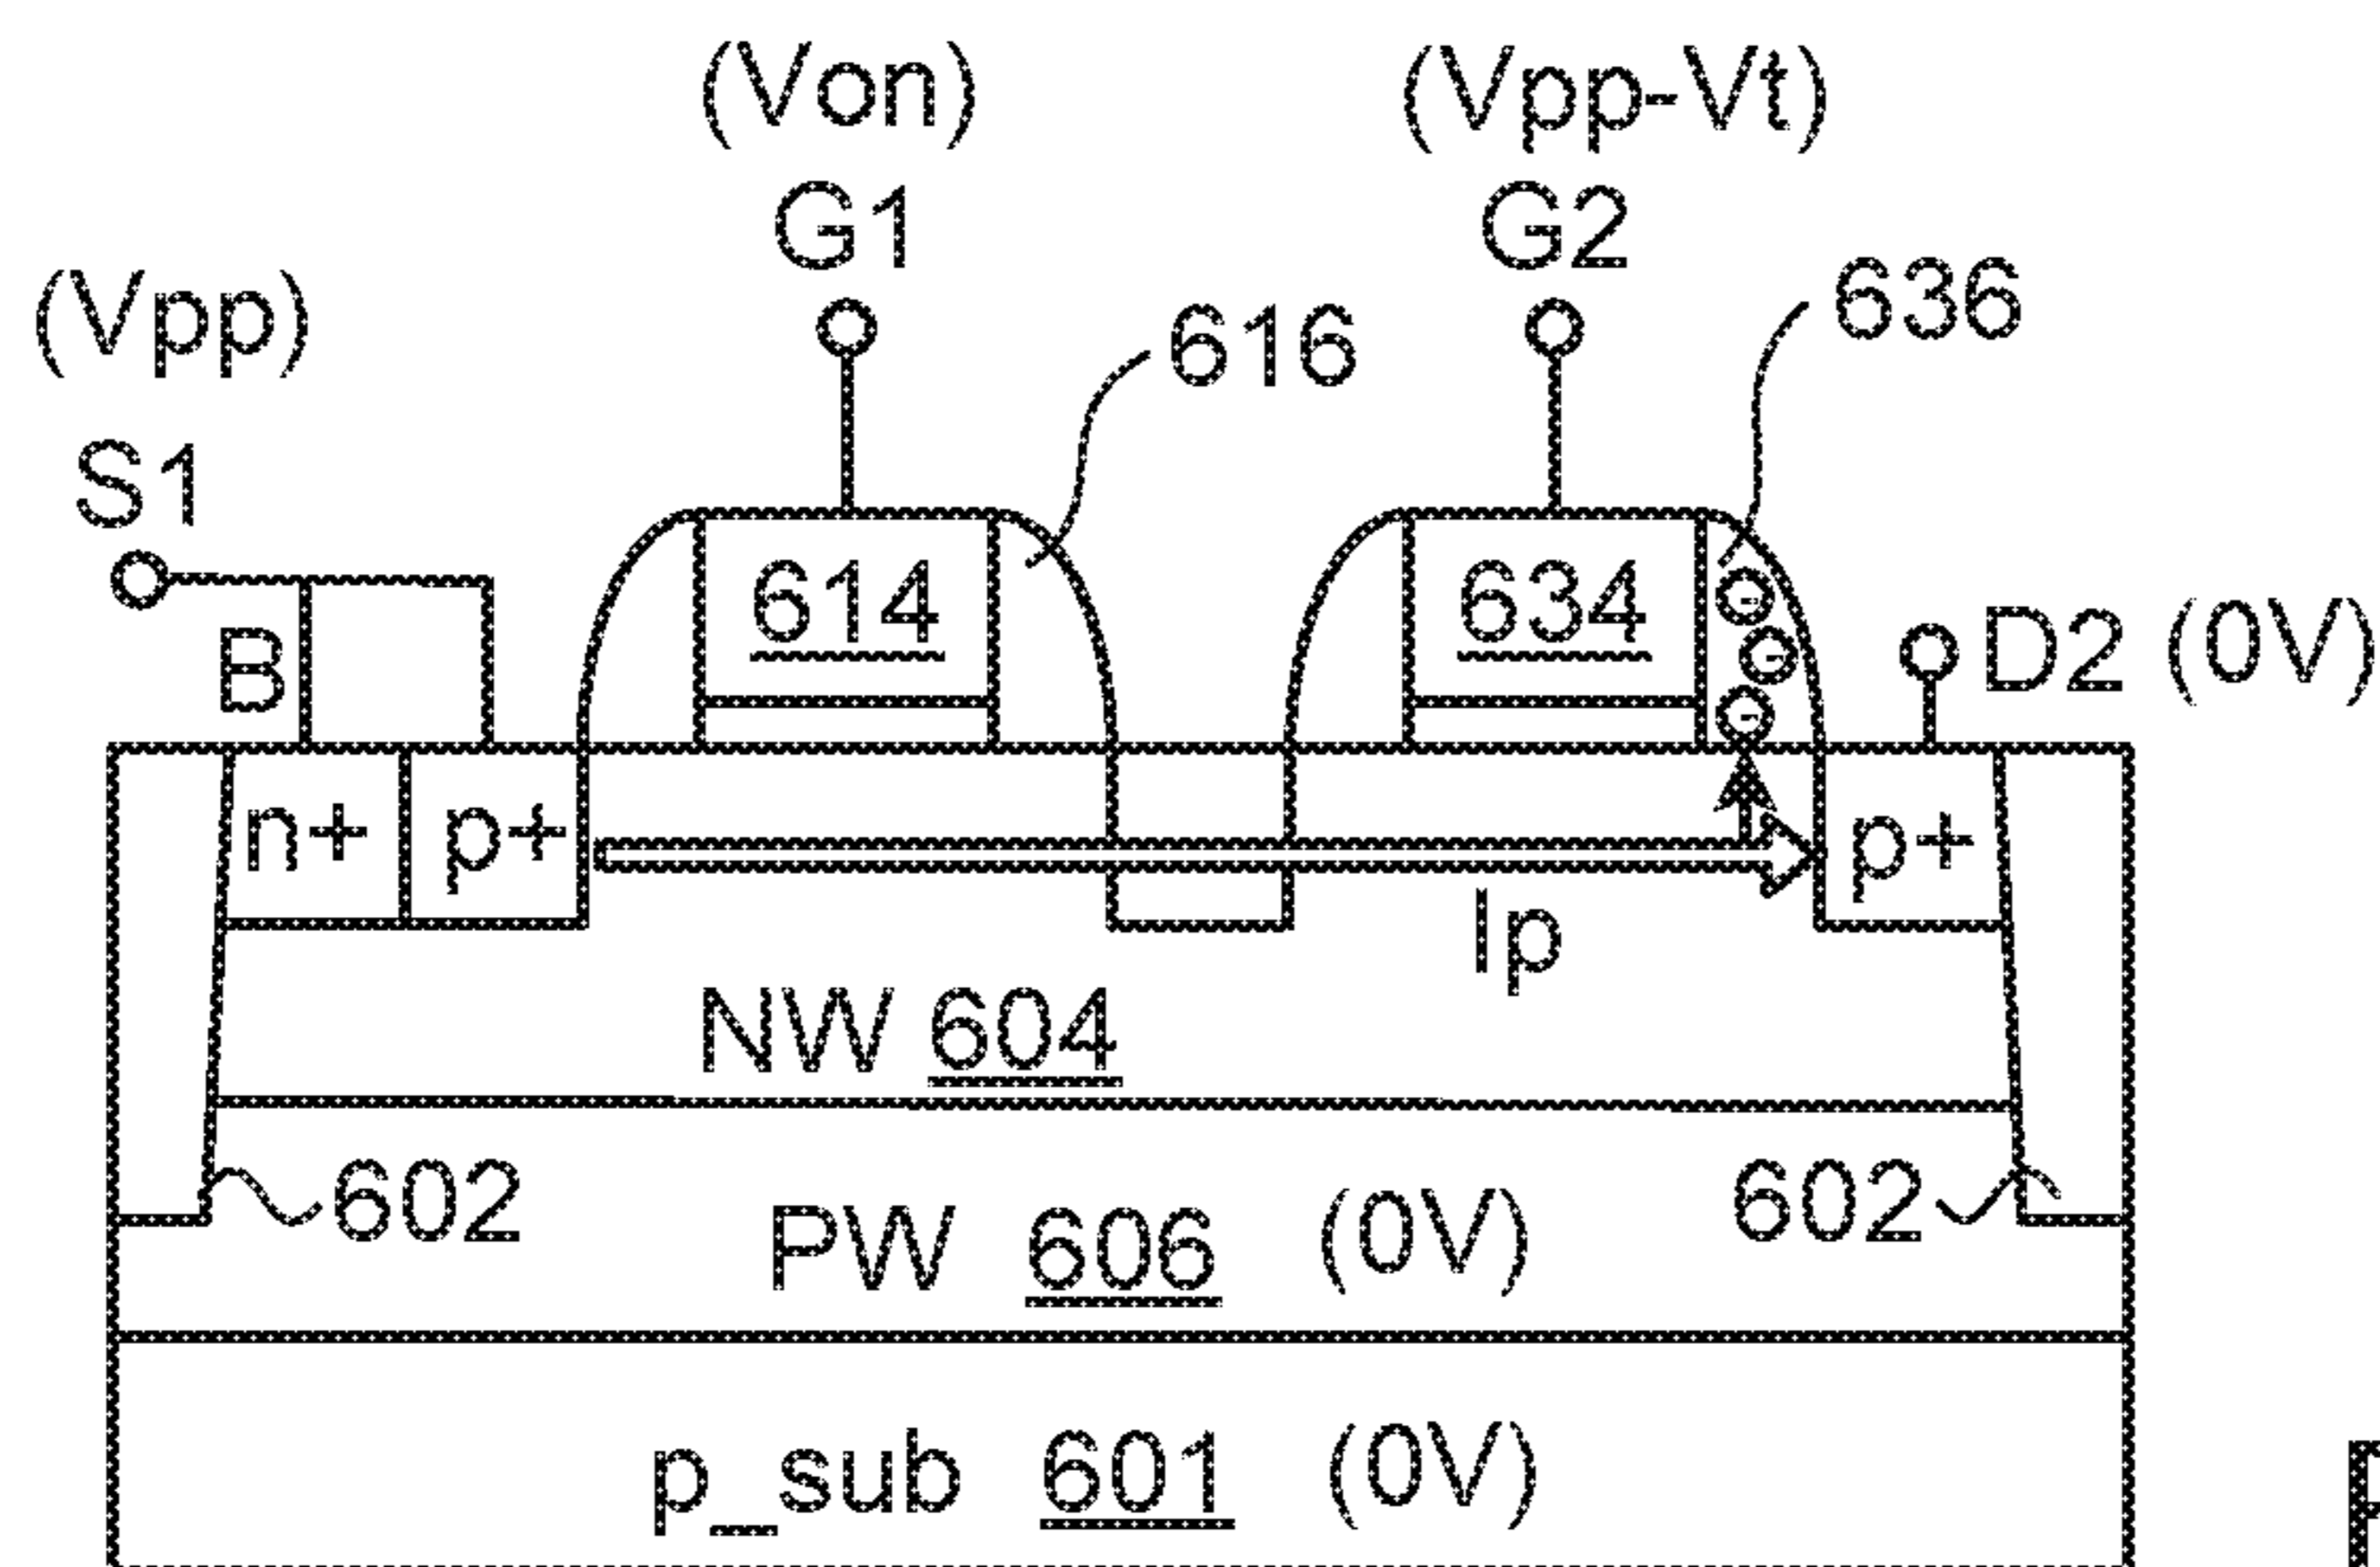 (Von) (Vpp-Vt)
G1 G2
(Vpp) 616 636
S1
614 634
B D2 (0V)
n+ p+ p+
Ip
NW 604
602 602
PW 606 (0V)
p_sub 601 (0V)